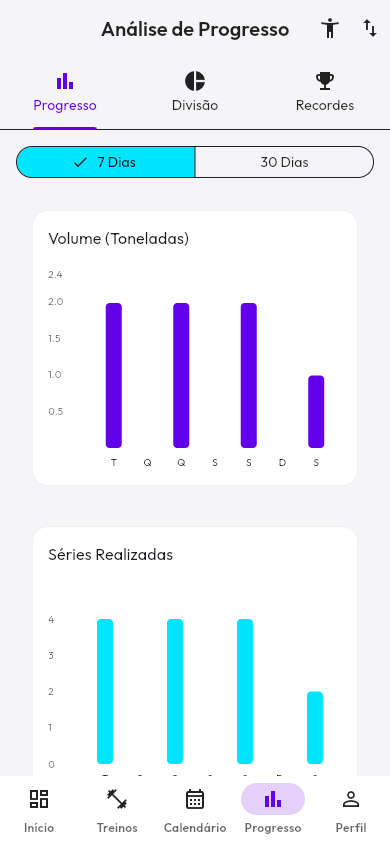 Análise de Progresso
Progresso Divisão Recordes
7 Dias 30 Dias
Volume (Toneladas)
2.4
2.0
1.5
1.0
0.5
T Q Q S S D S
Séries Realizadas
4
3
2
1
0
Início Treinos Calendário Progresso Perfil